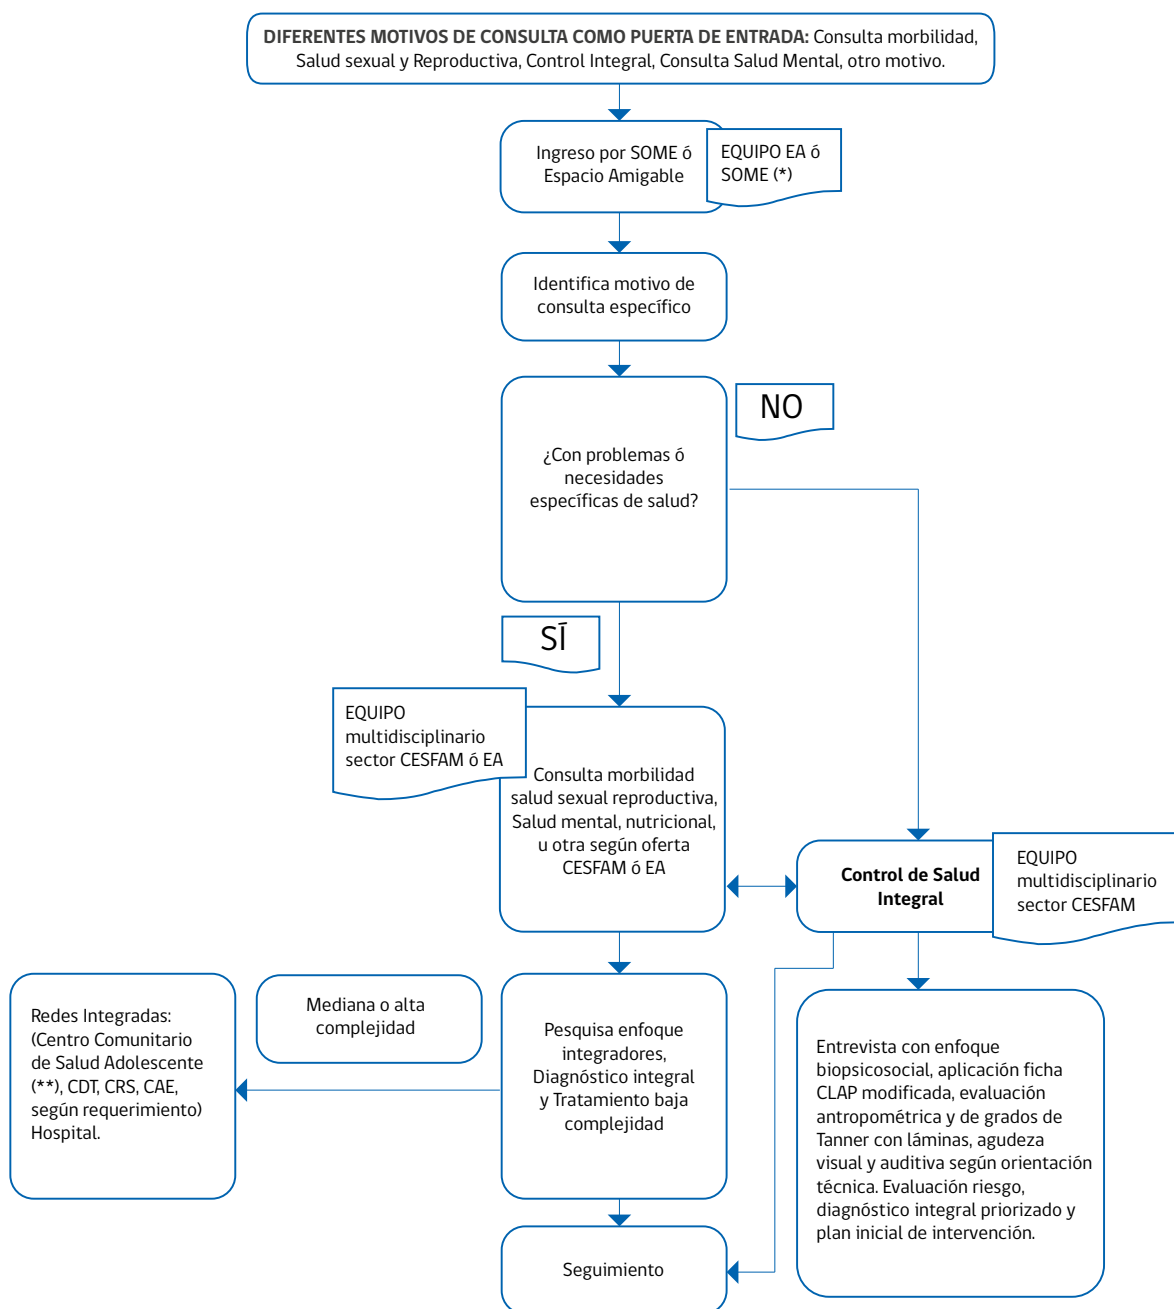 DIFERENTES MOTIVOS DE CONSULTA COMO PUERTA DE ENTRADA: Consulta morbilidad,
Salud sexual y Reproductiva, Control Integral, Consulta Salud Mental, otro motivo.
Ingreso por SOME ó
Espacio Amigable
EQUIPO EA ó
SOME (*)
Identifica motivo de
consulta específico
¿Con problemas ó
necesidades
específicas de salud?
NO
SÍ
EQUIPO
multidisciplinario
sector CESFAM ó EA
Consulta morbilidad
salud sexual reproductiva,
Salud mental, nutricional,
u otra según oferta
CESFAM ó EA
Control de Salud
Integral
EQUIPO
multidisciplinario
sector CESFAM
Redes Integradas:
(Centro Comunitario
de Salud Adolescente
(**), CDT, CRS, CAE,
según requerimiento)
Hospital.
Mediana o alta
complejidad
Pesquisa enfoque
integradores,
Diagnóstico integral
y Tratamiento baja
complejidad
Entrevista con enfoque
biopsicosocial, aplicación ficha
CLAP modificada, evaluación
antropométrica y de grados de
Tanner con láminas, agudeza
visual y auditiva según orientación
técnica. Evaluación riesgo,
diagnóstico integral priorizado y
plan inicial de intervención.
Seguimiento